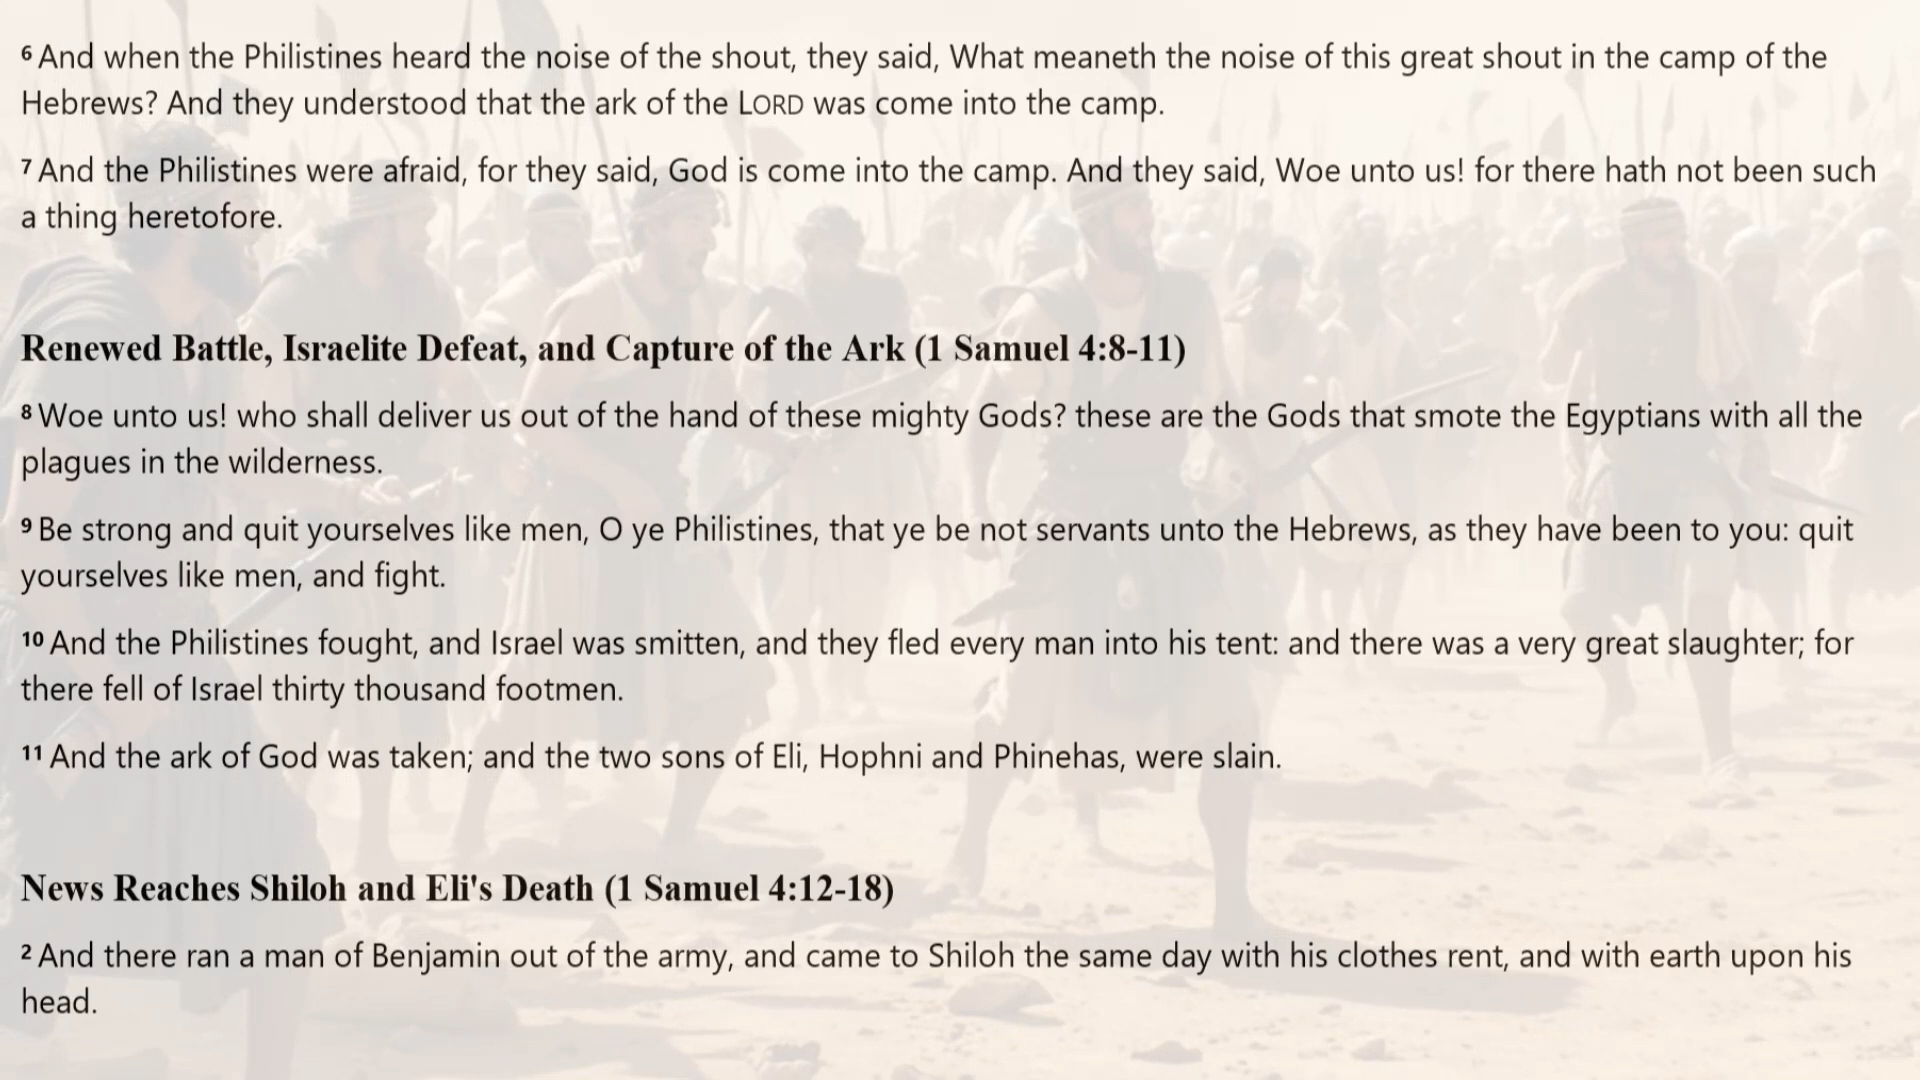 6 And when the Philistines heard the noise of the shout, they said, What meaneth the noise of this great shout in the camp of the
Hebrews? And they understood that the ark of the LORD was come into the camp.
7 And the Philistines were afraid, for they said, God is come into the camp. And they said, Woe unto us! for there hath not been such
a thing heretofore.
Renewed Battle, Israelite Defeat, and Capture of the Ark (1 Samuel 4:8-11)
8 Woe unto us! who shall deliver us out of the hand of these mighty Gods? these are the Gods that smote the Egyptians with all the
plagues in the wilderness.
9 Be strong and quit yourselves like men, O ye Philistines, that ye be not servants unto the Hebrews, as they have been to you: quit
yourselves like men, and fight.
10 And the Philistines fought, and Israel was smitten, and they fled every man into his tent: and there was a very great slaughter; for
there fell of Israel thirty thousand footmen.
11 And the ark of God was taken; and the two sons of Eli, Hophni and Phinehas, were slain.
News Reaches Shiloh and Eli's Death (1 Samuel 4:12-18)
2 And there ran a man of Benjamin out of the army, and came to Shiloh the same day with his clothes rent, and with earth upon his
head.